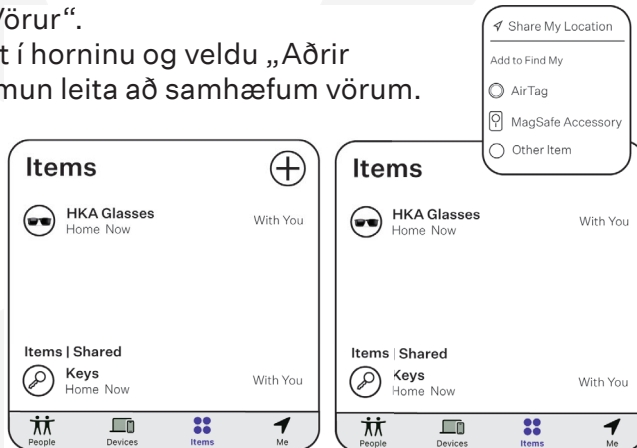 Vörur“.
t í horninu og veldu „Aðrir
mun leita að samhæfum vörum.
Share My Location
Add to Find My
AirTag
MagSafe Accessory
Other Item
Items
HKA Glasses
Home Now
With You
Items | Shared
Keys
Home Now
With You
People
Devices
Items
Me
Items
HKA Glasses
Home Now
With You
Items | Shared
Keys
Home Now
With You
People
Devices
Items
Me